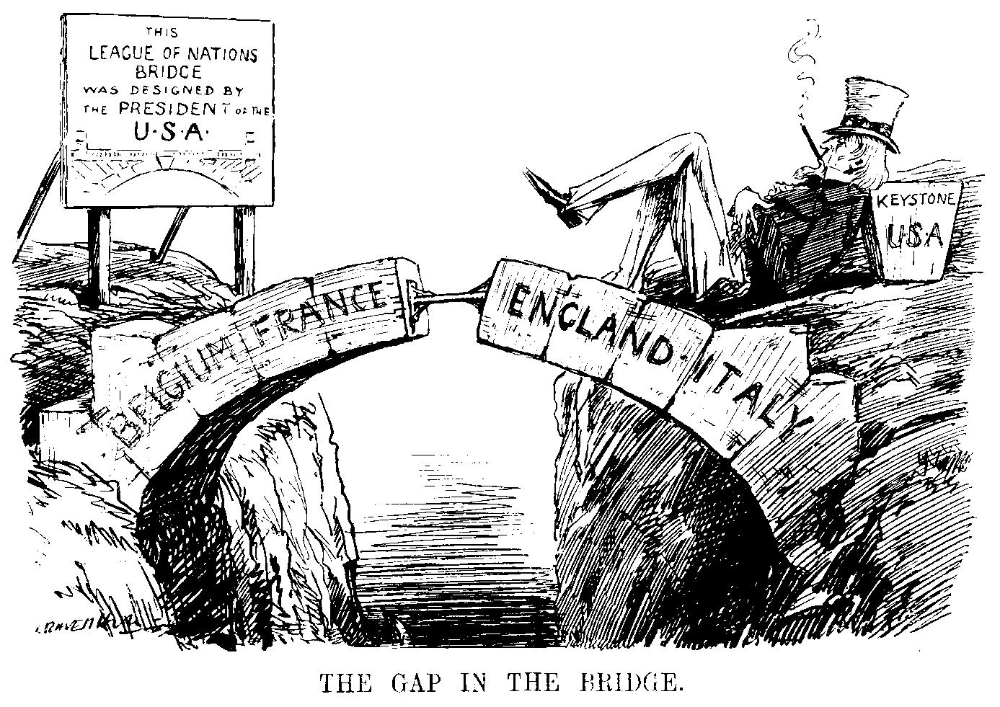 THIS
LEAGUE OF NATIONS
BRIDGE
WAS DESIGNED BY
THE PRESIDENT OF THE
U.S.A.
KEYSTONE
U.S.A
BELGIUM
FRANCE
ENGLAND
ITALY
THE GAP IN THE BRIDGE.